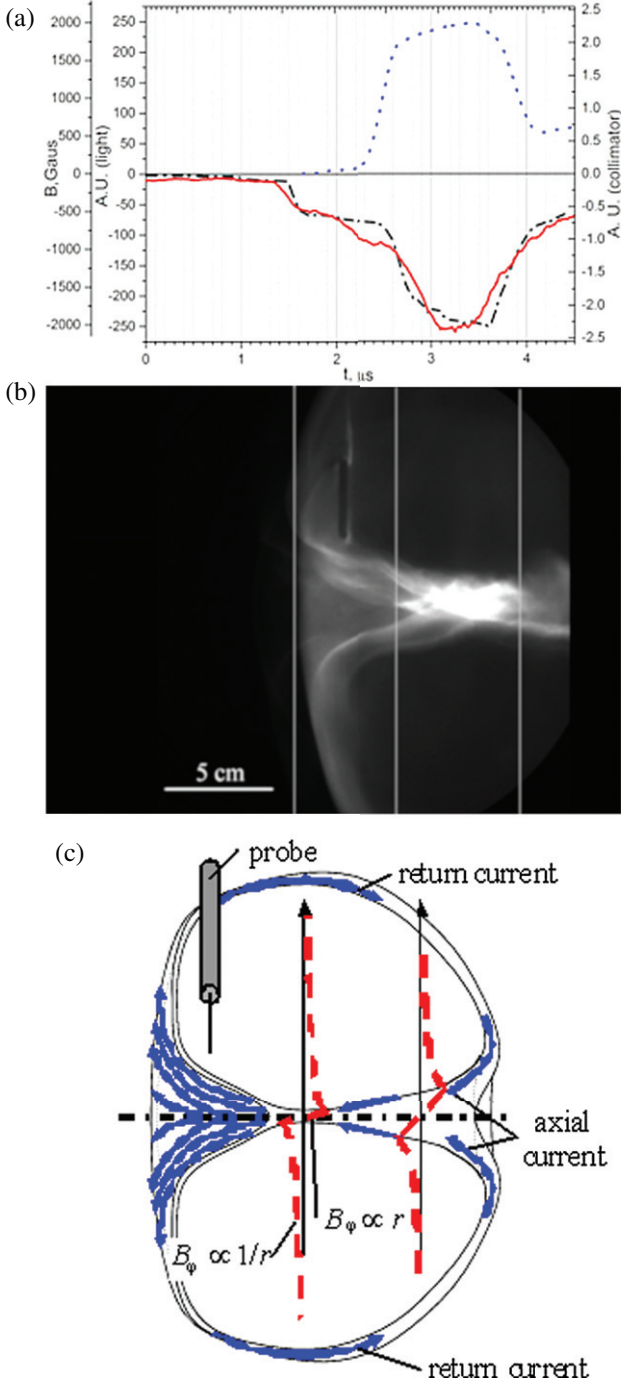 (a)
B,Gaus
2000
1500
1000
500
0
-500
-1000
-1500
-2000
A.U. (light)
250
200
150
100
50
0
-50
-100
-150
-200
-250
2.5
2.0
1.5
1.0
0.5
0.0
-0.5
-1.0
-1.5
-2.0
-2.5
A. U. (collimator)
0 1 2 3 4
t, μs
(b)
5 cm
(c)
probe
return current
axial
current
Bφ ∝ r
Bφ ∝ 1/r
return current